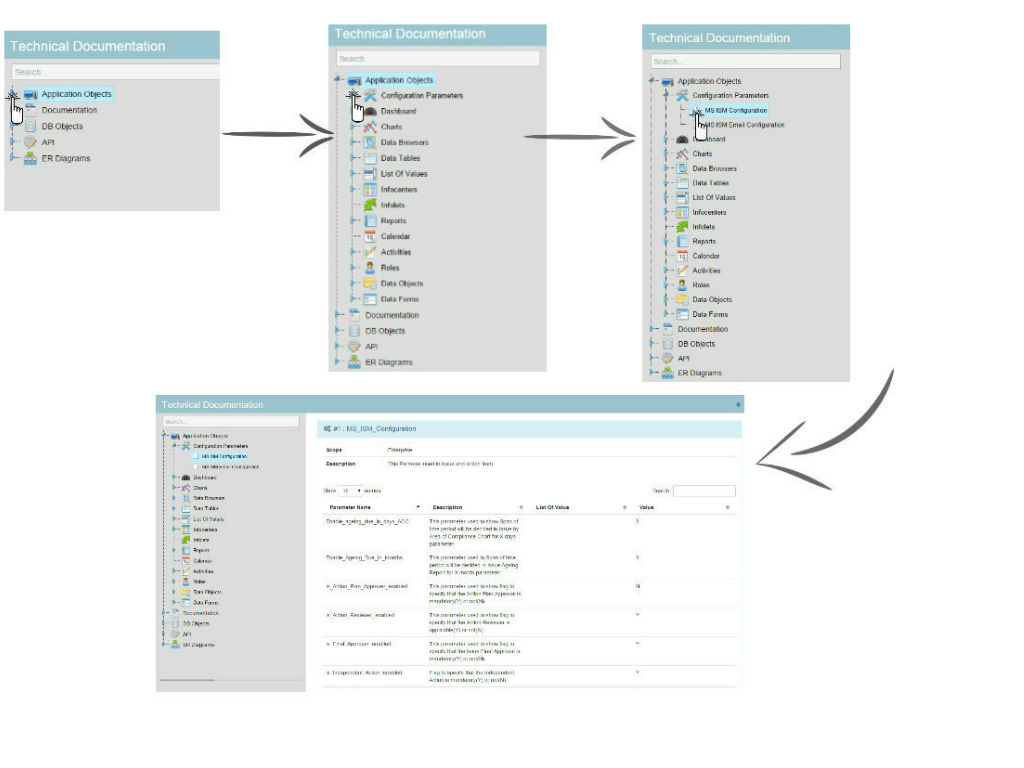 Technical Documentation
Search...
Application Objects
Documentation
DB Objects
API
ER Diagrams
Technical Documentation
Search...
Application Objects
Configuration Parameters
Dashboard
Charts
Data Browsers
Data Tables
List Of Values
Infocenters
Infolets
Reports
Calendar
Activities
Roles
Data Objects
Data Forms
Documentation
DB Objects
API
ER Diagrams
Technical Documentation
Search...
Application Objects
Configuration Parameters
MS ISM Configuration
MS ISM Email Configuration
Dashboard
Charts
Data Browsers
Data Tables
List Of Values
Infocenters
Infolets
Reports
Calendar
Activities
Roles
Data Objects
Data Forms
Documentation
DB Objects
API
ER Diagrams
Technical Documentation
Search...
Application Objects
Configuration Parameters
MS ISM Configuration
MS ISM Email Configuration
Dashboard
Charts
Data Browsers
Data Tables
List Of Values
Infocenters
Infolets
Reports
Calendar
Activities
Roles
Data Objects
Data Forms
Documentation
DB Objects
API
ER Diagrams
#1 : MS_ISM_Configuration
Scope Enterprise
Description This Parameter used in Issue and action form
Show 10 entries Search:
Parameter Name Description List Of Value Value
Enable_ageing_due_in_days_AOC This parameter used to show Span of 3
time period will be decided in Issue by
Area of Compliance Chart for X days
parameter
Enable_Ageing_Due_In_Months This parameter used to Span of time 3
period will be decided in Issue Ageing
Report for X month parameter
Is_Action_Plan_Approver_enabled This parameter used to show flag to N
specify that the Action Plan Approval is
mandatory(Y) or not(N)
Is_Action_Reviewer_enabled This parameter used to show flag to Y
specify that the Action Reviewer is
applicable(Y) or not(N)
Is_Final_Approver_enabled This parameter used to show flag to Y
specify that the Issue Final Approval is
mandatory(Y) or not(N)
Is_Independent_Action_enabled Flag to specify that the Independent Y
Action is mandatory(Y) or not(N)